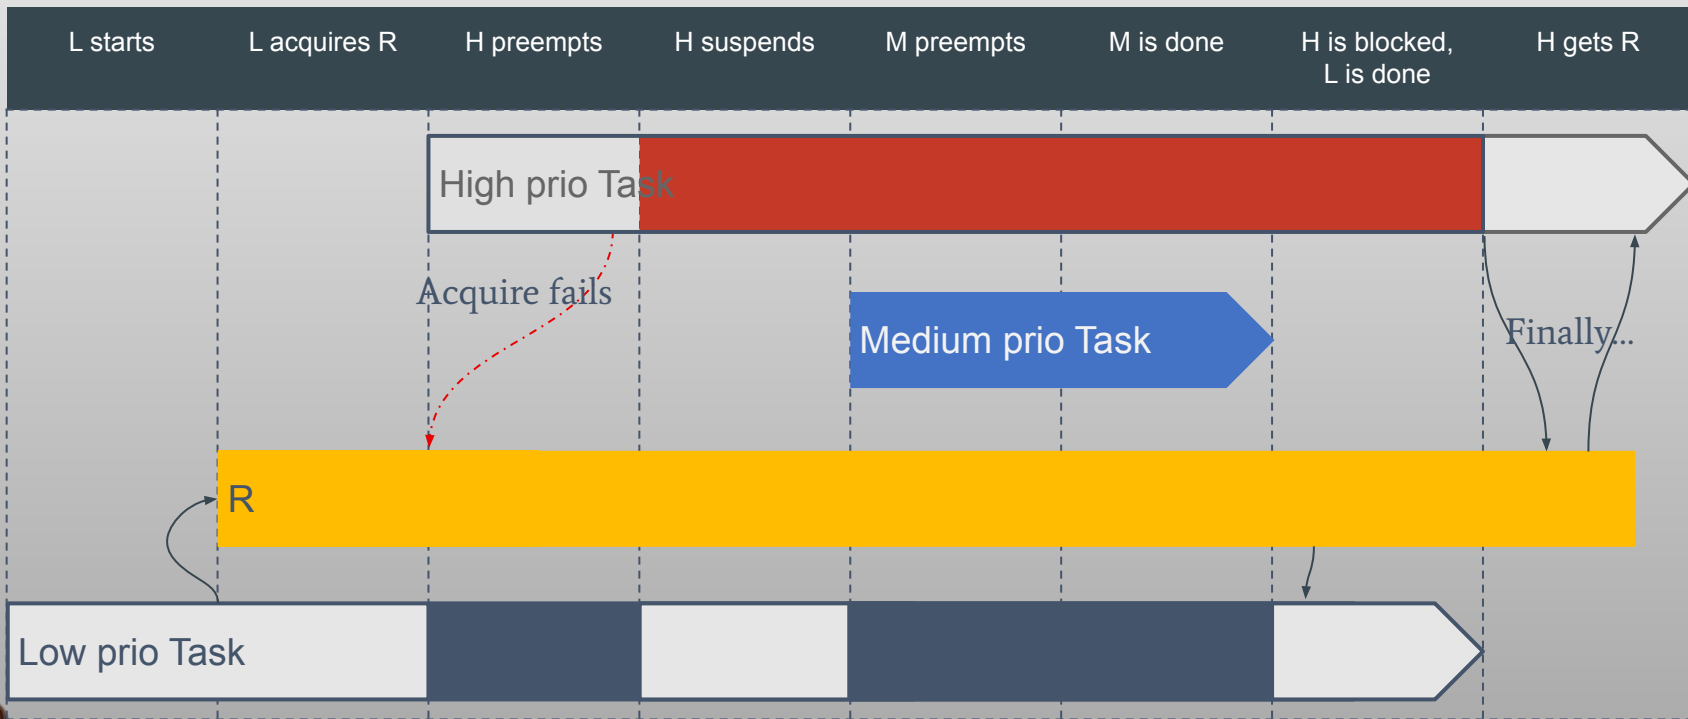 L starts
L acquires R
H preempts
H suspends
M preempts
M is done
H is blocked,
L is done
H gets R
High prio Task
Acquire fails
Medium prio Task
Finally...
R
Low prio Task